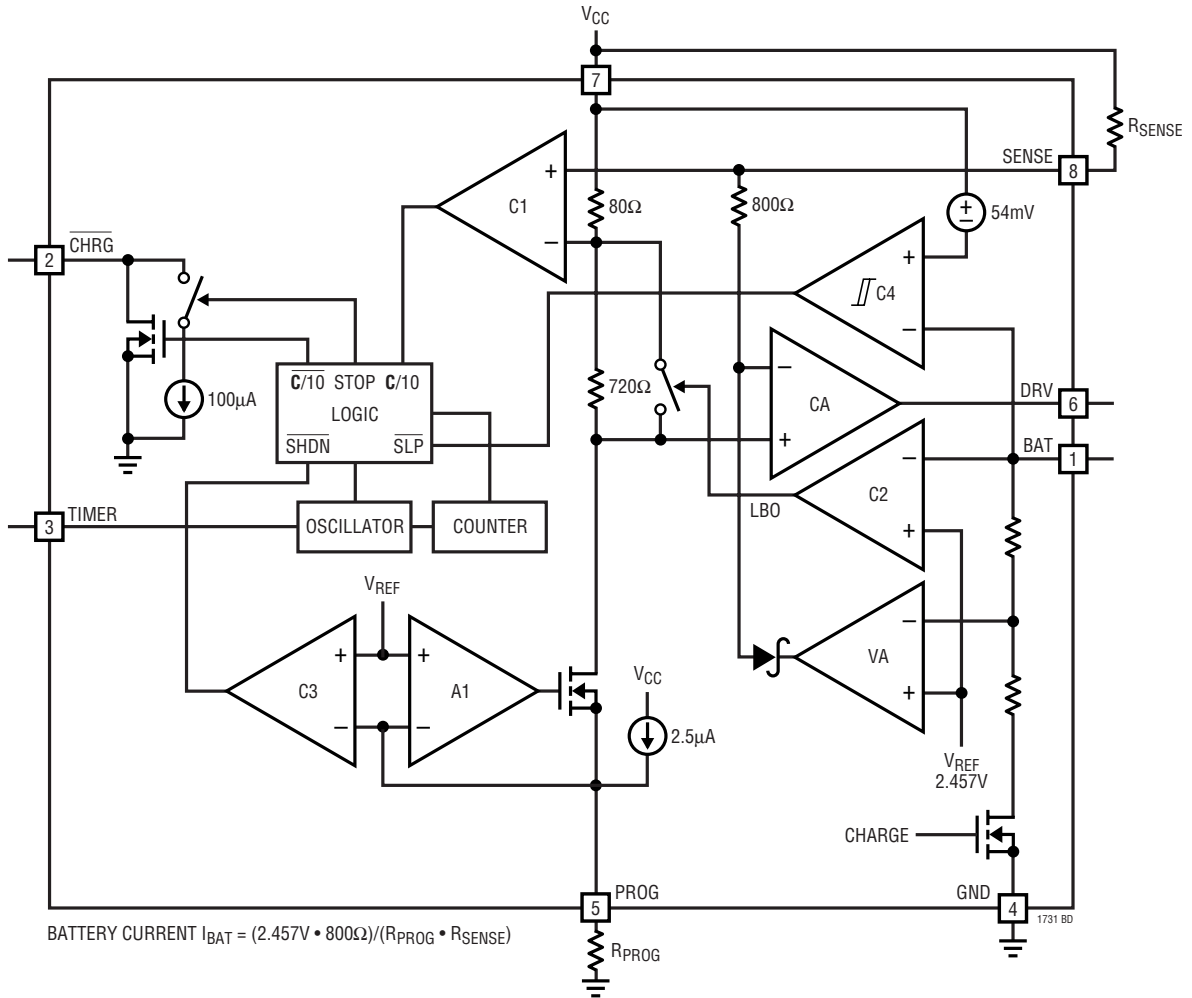 VCC
7
RSENSE
SENSE
8
+
C1
−
80Ω
800Ω
+
−
54mV
2
CHRG
+
C4
−
720Ω
−
CA
+
DRV
6
100µA
C/10 STOP C/10
LOGIC
SHDN SLP
BAT
1
−
C2
+
LBO
3
TIMER
OSCILLATOR
COUNTER
VREF
+
C3
−
+
A1
−
VCC
2.5µA
−
VA
+
VREF
2.457V
CHARGE
5
PROG
GND
4
1731 BD
BATTERY CURRENT IBAT = (2.457V • 800Ω)/(RPROG • RSENSE)
RPROG